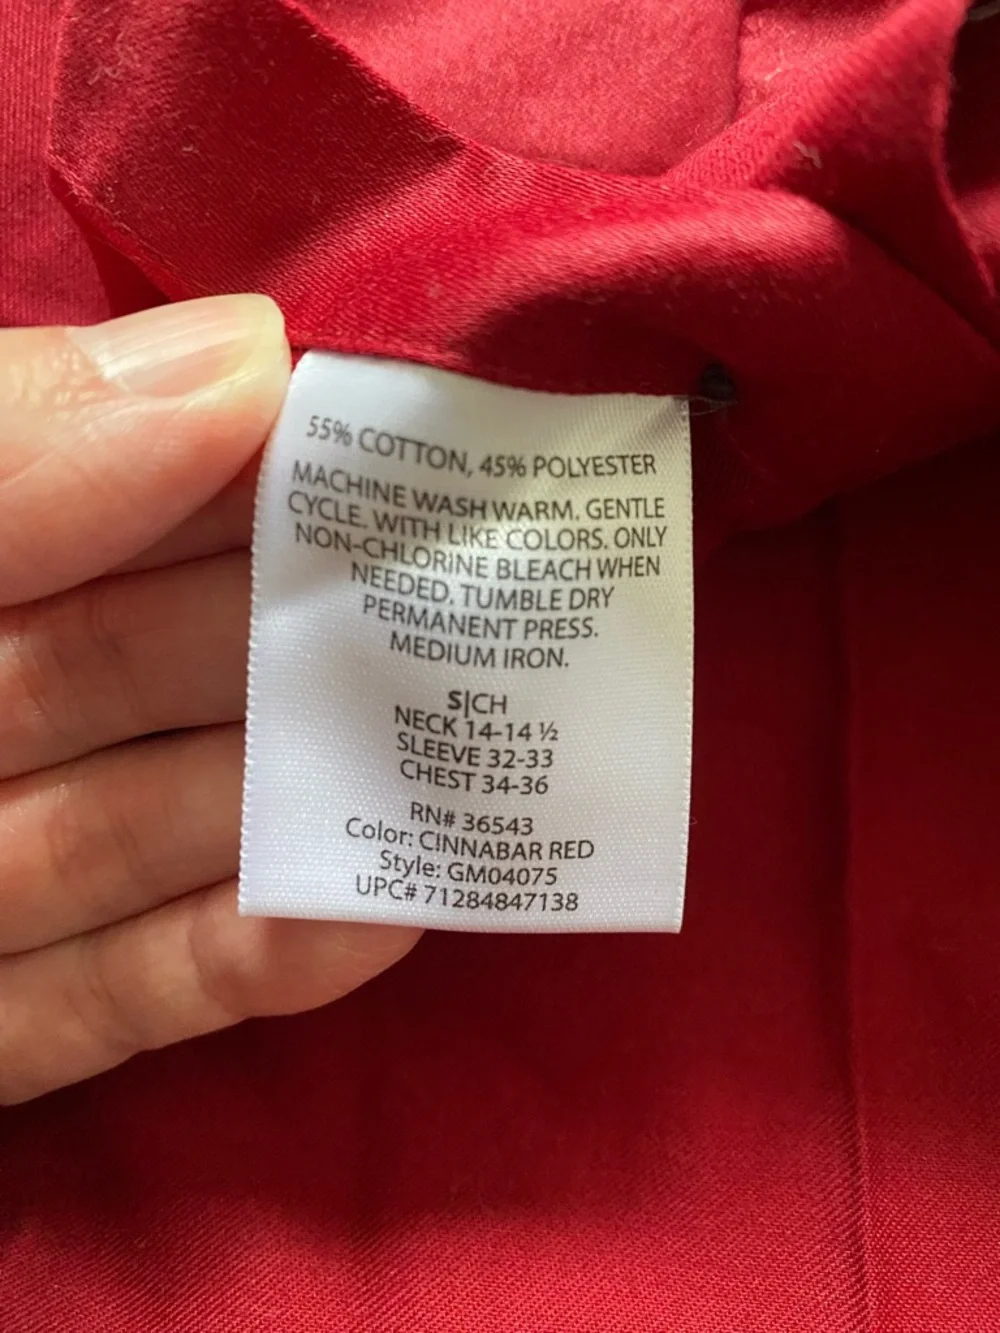 55% COTTON, 45% POLYESTER
MACHINE WASH WARM. GENTLE
CYCLE. WITH LIKE COLORS. ONLY
NON-CHLORINE BLEACH WHEN
NEEDED. TUMBLE DRY
PERMANENT PRESS.
MEDIUM IRON.
S|CH
NECK 14-14 ½
SLEEVE 32-33
CHEST 34-36
RN# 36543
Color: CINNABAR RED
Style: GM04075
UPC# 71284847138